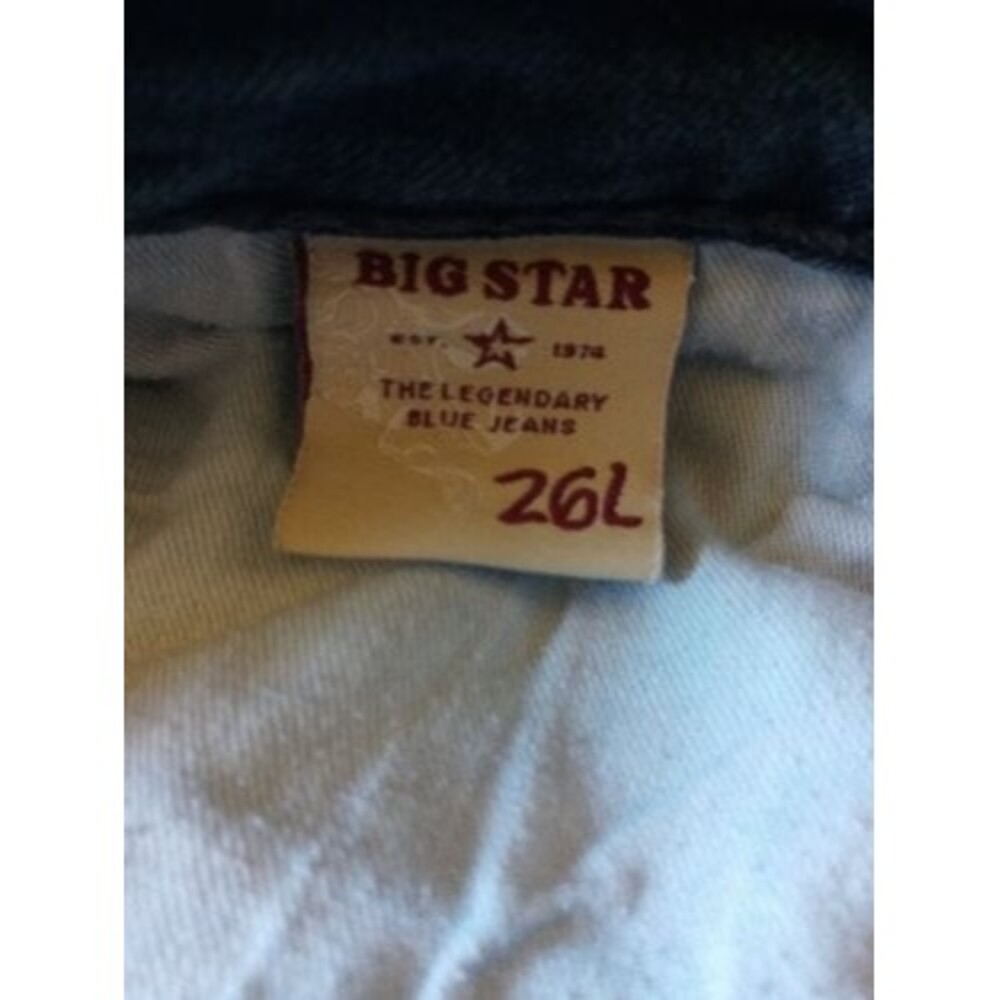 BIG STAR
EST. 1974
THE LEGENDARY
BLUE JEANS
26L